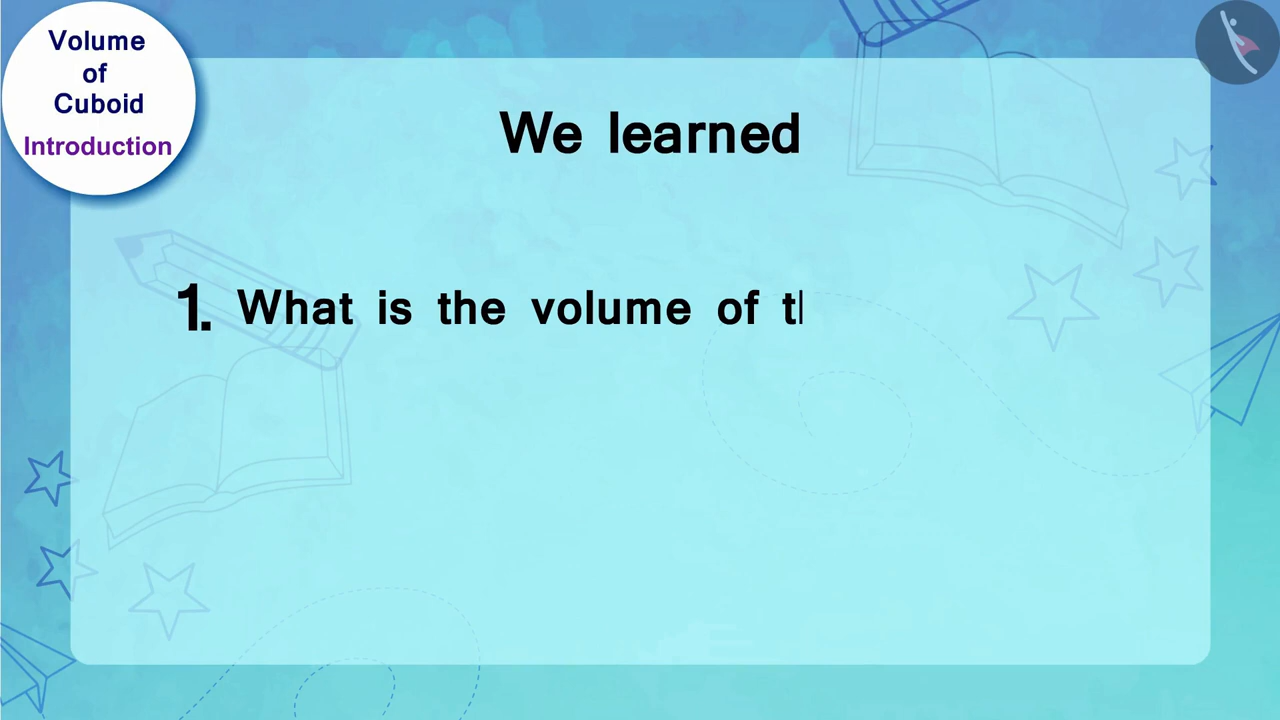 Volume
of
Cuboid
Introduction
We learned
1. What is the volume of